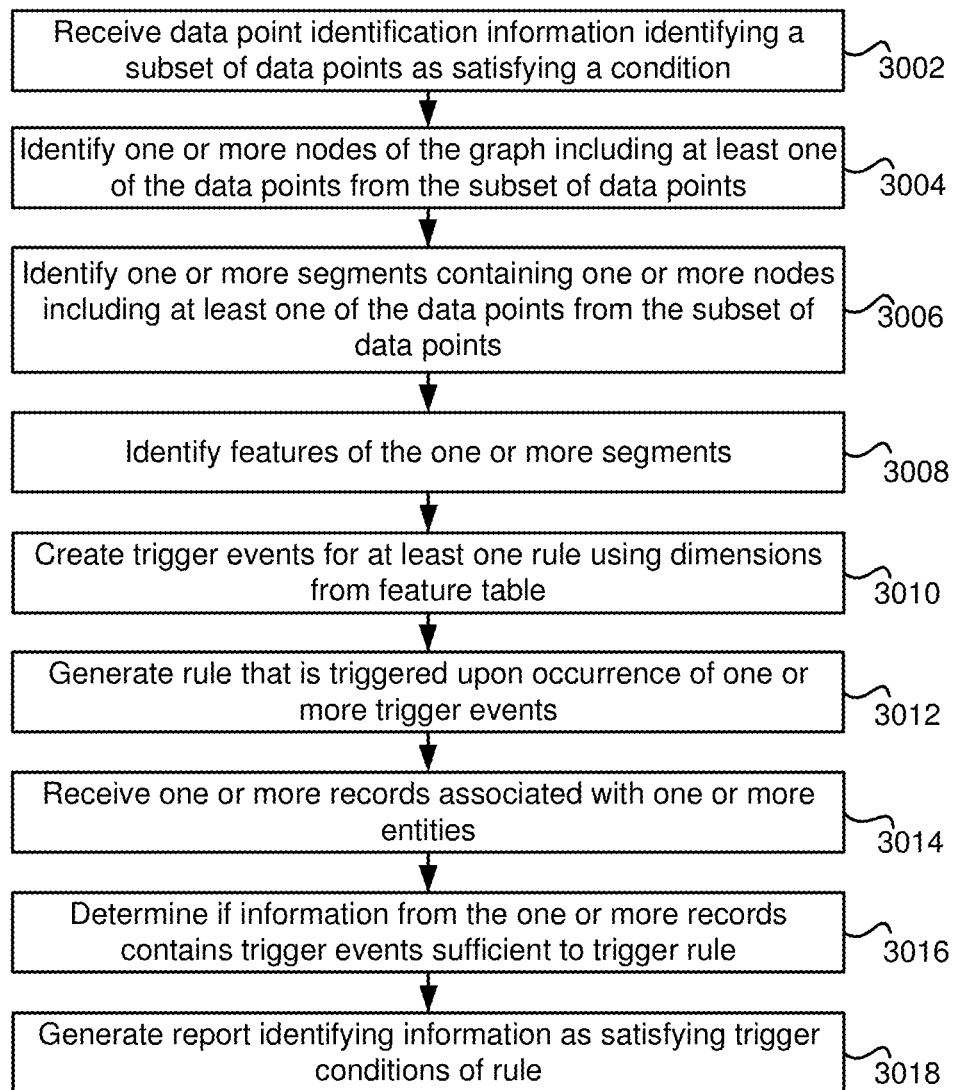 Receive data point identification information identifying a
subset of data points as satisfying a condition
3002
Identify one or more nodes of the graph including at least one
of the data points from the subset of data points
3004
Identify one or more segments containing one or more nodes
including at least one of the data points from the subset of
data points
3006
Identify features of the one or more segments
3008
Create trigger events for at least one rule using dimensions
from feature table
3010
Generate rule that is triggered upon occurrence of one or
more trigger events
3012
Receive one or more records associated with one or more
entities
3014
Determine if information from the one or more records
contains trigger events sufficient to trigger rule
3016
Generate report identifying information as satisfying trigger
conditions of rule
3018